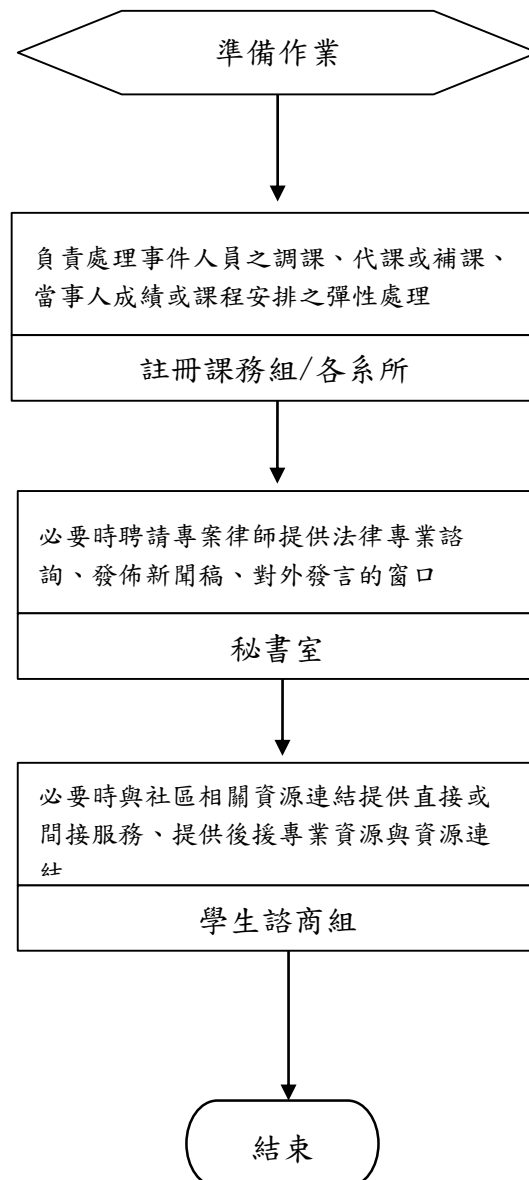 準備作業
負責處理事件人員之調課、代課或補課、
當事人成績或課程安排之彈性處理
註冊課務組/各系所
必要時聘請專案律師提供法律專業諮
詢、發佈新聞稿、對外發言的窗口
秘書室
必要時與社區相關資源連結提供直接或
間接服務、提供後援專業資源與資源連
學生諮商組
結束